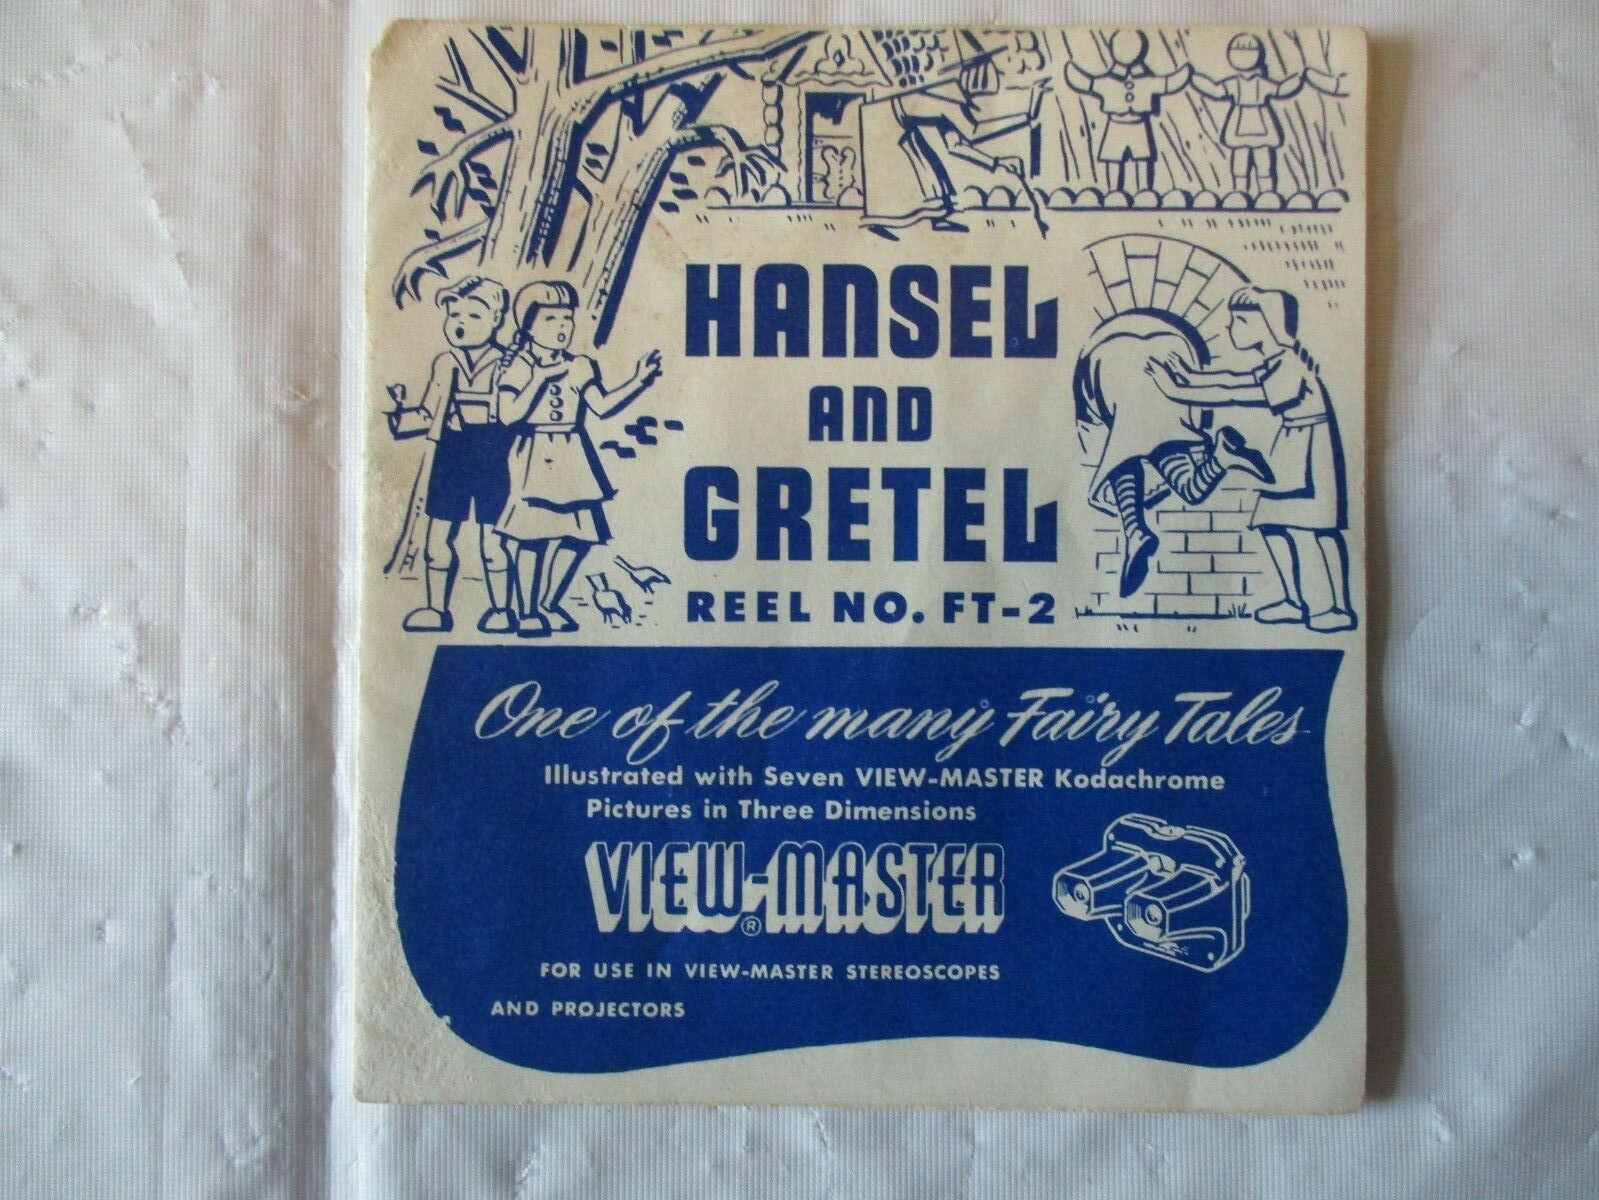 HANSEL
AND
GRETEL
REEL NO. FT-2
One of the many Fairy Tales
Illustrated with Seven VIEW-MASTER Kodachrome
Pictures in Three Dimensions
VIEW-MASTER®
FOR USE IN VIEW-MASTER STEREOSCOPES
AND PROJECTORS